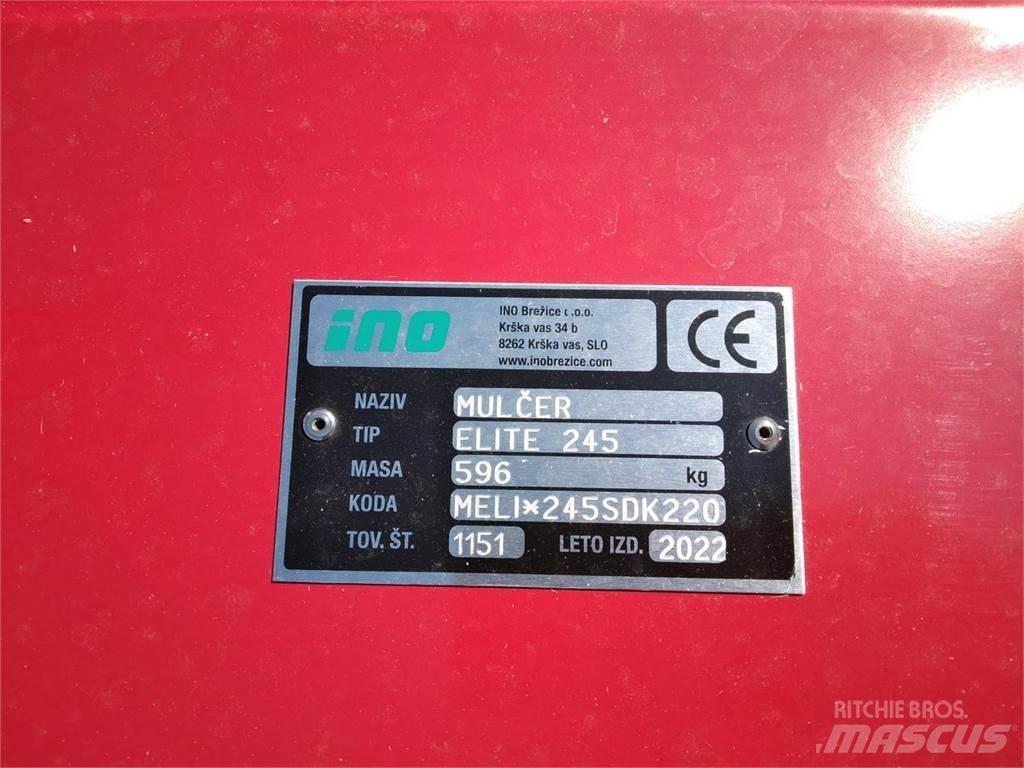 ino
INO Brežice d.o.o.
Krška vas 34 b
8262 Krška vas, SLO
www.inobrezice.com
CE
NAZIV MULČER
TIP ELITE 245
MASA 596 kg
KODA MELI*245SDK220
TOV. ŠT. 1151 LETO IZD. 2022
RITCHIE BROS.
MASCUS